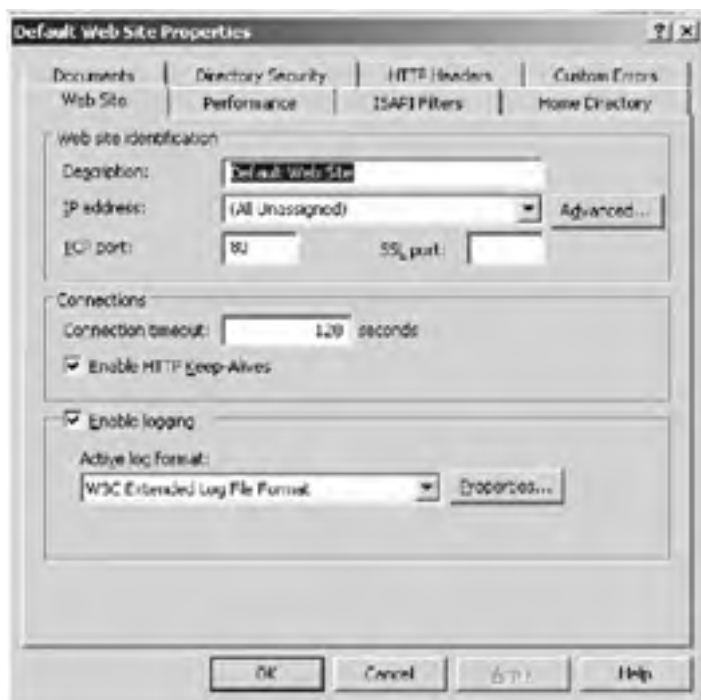 Default Web Site Properties
Documents Directory Security HTTP Headers Custom Errors
Web Site Performance ISAPI Filters Home Directory
Web site identification
Description: Default Web Site
IP address: (All Unassigned) Advanced...
TCP port: 80 SSL port:
Connections
Connection timeout: 120 seconds
Enable HTTP Keep-Alives
Enable logging
Active log format:
W3C Extended Log File Format Properties...
OK Cancel Apply Help